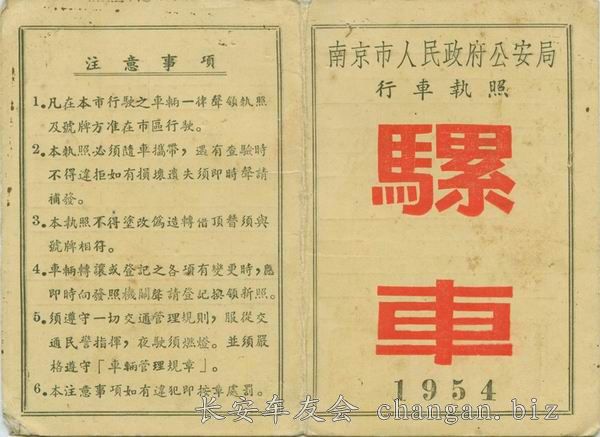 注意事項
1. 凡在本市行駛之車輛一律聲領執照
及號牌方准在市區行駛。
2. 本執照必須隨車攜帶，遇有查驗時
不得違拒如有損壞遺失須即時聲請
補發。
3. 本執照不得塗改僞造轉借頂替須與
號牌相符。
4. 車輛轉讓或登記之各項有變更時，應
即時向發照機關聲請登記換領新照。
5. 須遵守一切交通管理規則，服從交
通民警指揮，夜駛須燃燈。並須嚴
格遵守「車輛管理規章」。
6. 本注意事項如有違犯即按章處罰。
南京市人民政府公安局
行車執照
騾
車
1954
长安车友会 changan.biz